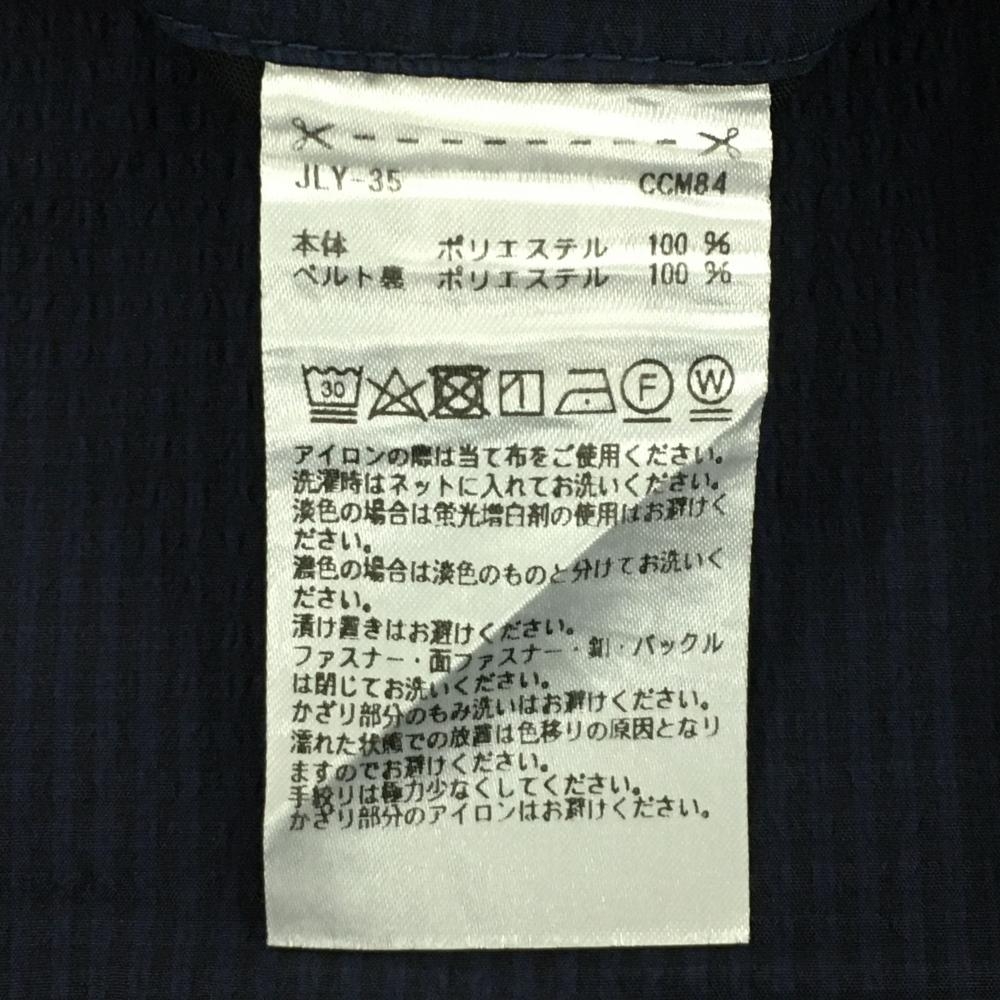 JLY-35 CCM84
本体 ポリエステル 100 %
ベルト裏 ポリエステル 100 %
30 F W
アイロンの際は当て布をご使用ください。
洗濯時はネットに入れてお洗いください。
淡色の場合は蛍光増白剤の使用はお避けく
ださい。
濃色の場合は淡色のものと分けてお洗いく
ださい。
漬け置きはお避けください。
ファスナー・面ファスナー・釦・バックル
は閉じてお洗いください。
かざり部分のもみ洗いはお避けください。
濡れた状態での放置は色移りの原因となり
ますのでお避けください。
手絞りは極力少なくしてください。
かざり部分のアイロンはお避けください。